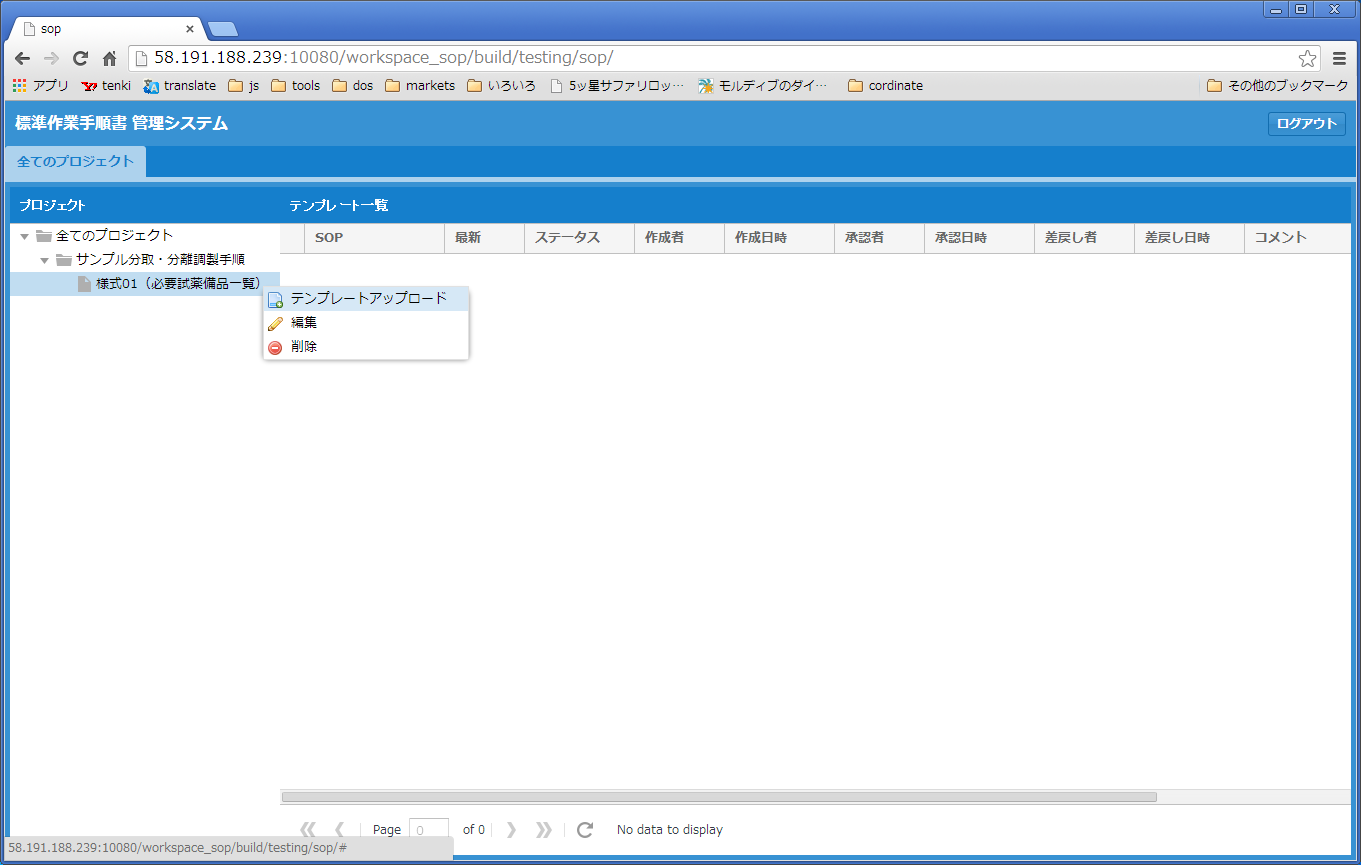 sop
58.191.188.239:10080/workspace_sop/build/testing/sop/
アプリ tenki translate js tools dos markets いろいろ 5ッ星サファリロッ… モルディブのダイ… cordinate その他のブックマーク
標準作業手順書 管理システム ログアウト
全てのプロジェクト
プロジェクト テンプレート一覧
全てのプロジェクト SOP 最新 ステータス 作成者 作成日時 承認者 承認日時 差戻し者 差戻し日時 コメント
サンプル分取・分離調製手順
様式01（必要試薬備品一覧）
テンプレートアップロード
編集
削除
Page 0 of 0 No data to display
58.191.188.239:10080/workspace_sop/build/testing/sop/#